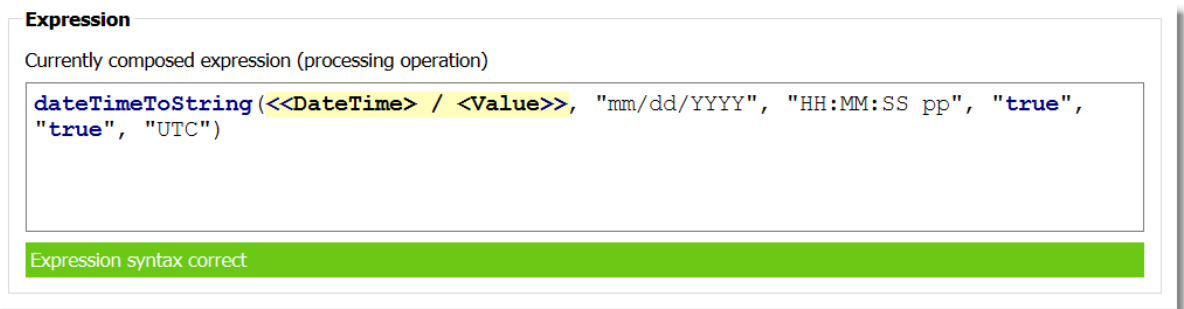 Expression
Currently composed expression (processing operation)
dateTimeToString(<<DateTime> / <Value>>, "mm/dd/YYYY", "HH:MM:SS pp", "true",
"true", "UTC")
Expression syntax correct